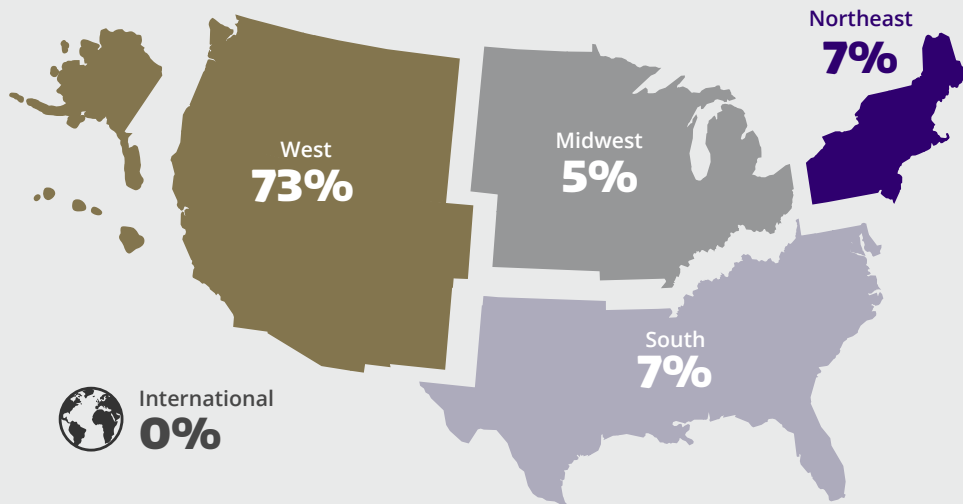 Northeast
7%
West
73%
Midwest
5%
South
7%
International
0%